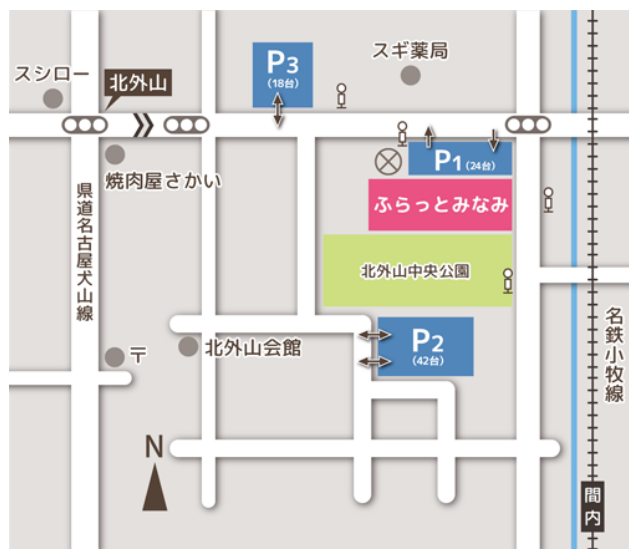 スシロー
北外山
P3
(18台)
スギ薬局
焼肉屋さかい
P1(24台)
ふらっとみなみ
県道名古屋犬山線
北外山中央公園
P2
(42台)
北外山会館
〒
名鉄小牧線
N
間内